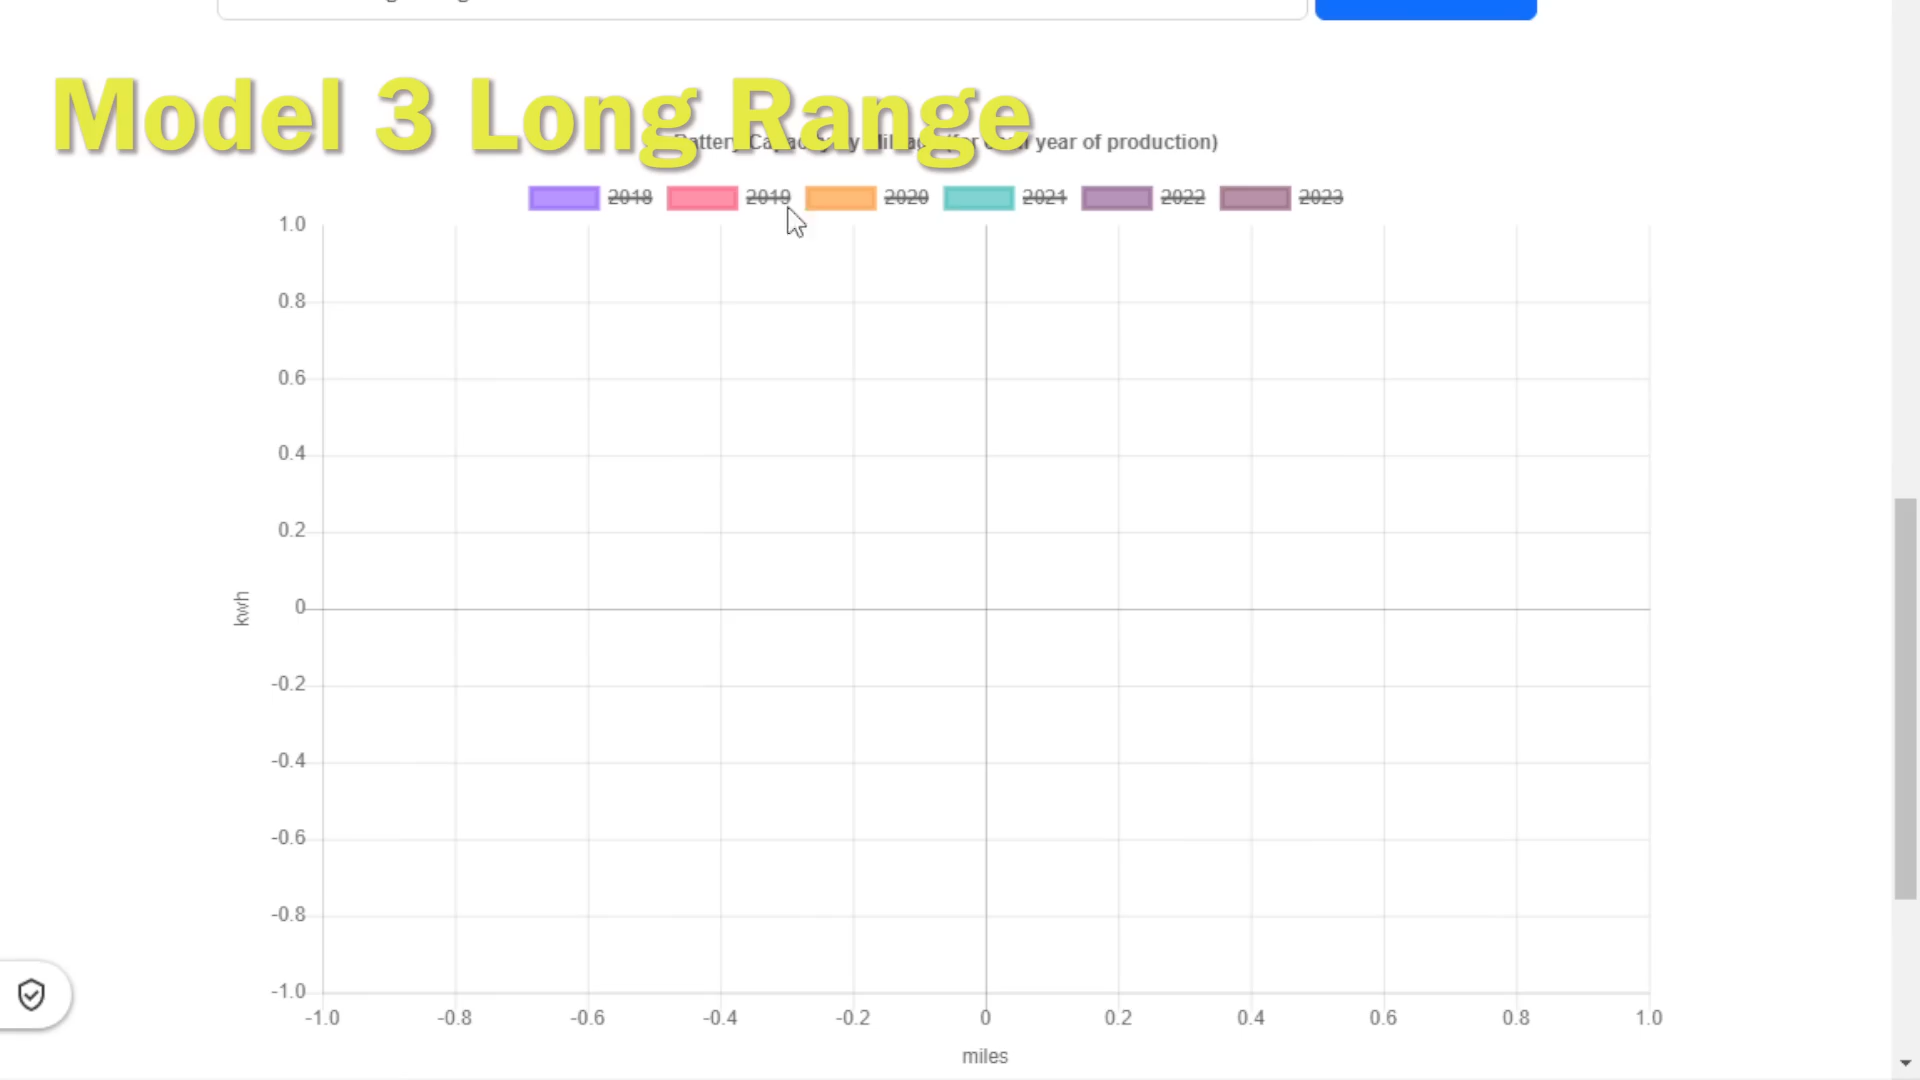 Model 3 Long Range
year of production)
2018 2019 2020 2021 2022 2023
1.0
0.8
0.6
0.4
0.2
0
-0.2
-0.4
-0.6
-0.8
-1.0
kwh
-1.0 -0.8 -0.6 -0.4 -0.2 0 0.2 0.4 0.6 0.8 1.0
miles